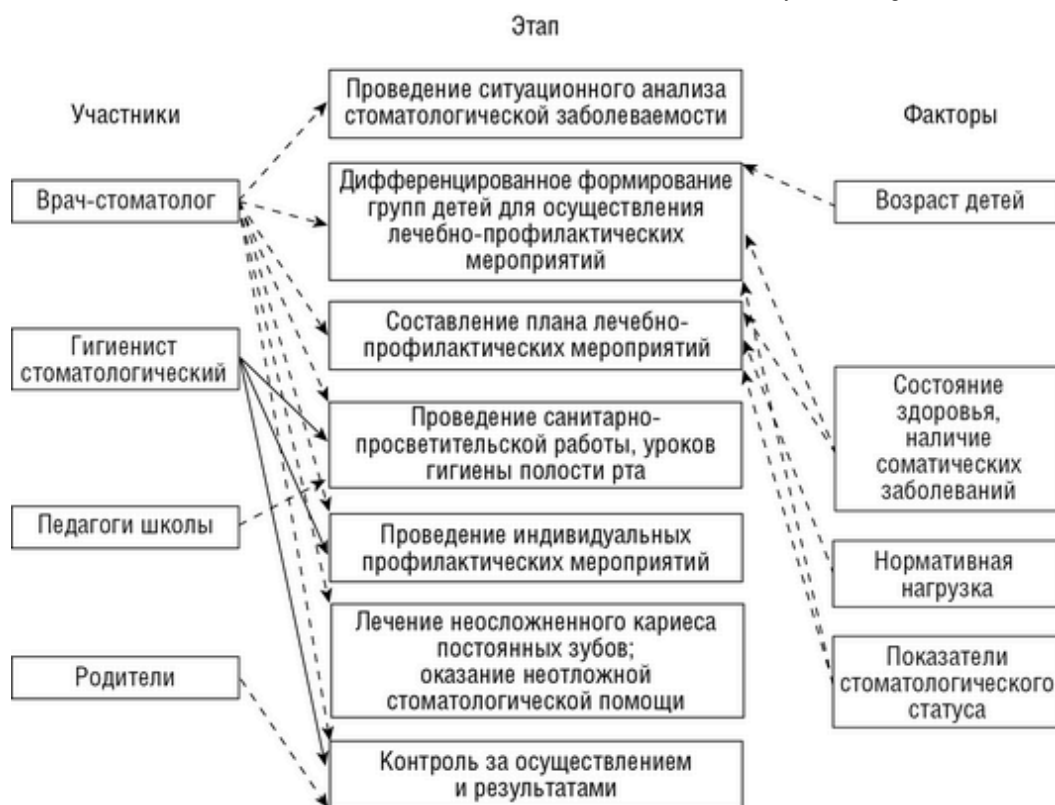 Этап
Участники
Факторы
Проведение ситуационного анализа
стоматологической заболеваемости
Врач-стоматолог
Дифференцированное формирование
групп детей для осуществления
лечебно-профилактических
мероприятий
Возраст детей
Гигиенист
стоматологический
Составление плана лечебно-
профилактических мероприятий
Состояние
здоровья,
наличие
соматических
заболеваний
Проведение санитарно-
просветительской работы, уроков
гигиены полости рта
Педагоги школы
Проведение индивидуальных
профилактических мероприятий
Нормативная
нагрузка
Лечение неосложненного кариеса
постоянных зубов;
оказание неотложной
стоматологической помощи
Родители
Показатели
стоматологического
статуса
Контроль за осуществлением
и результатами